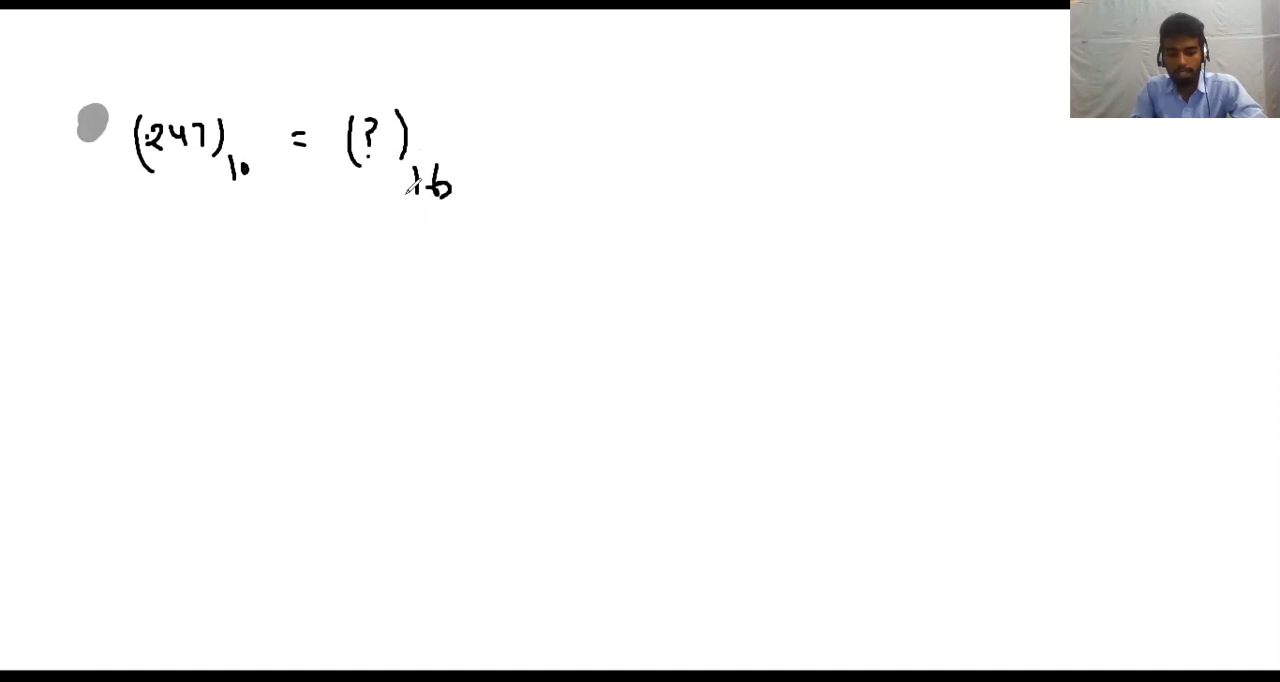 (247)₁₀ = (?)₁₆